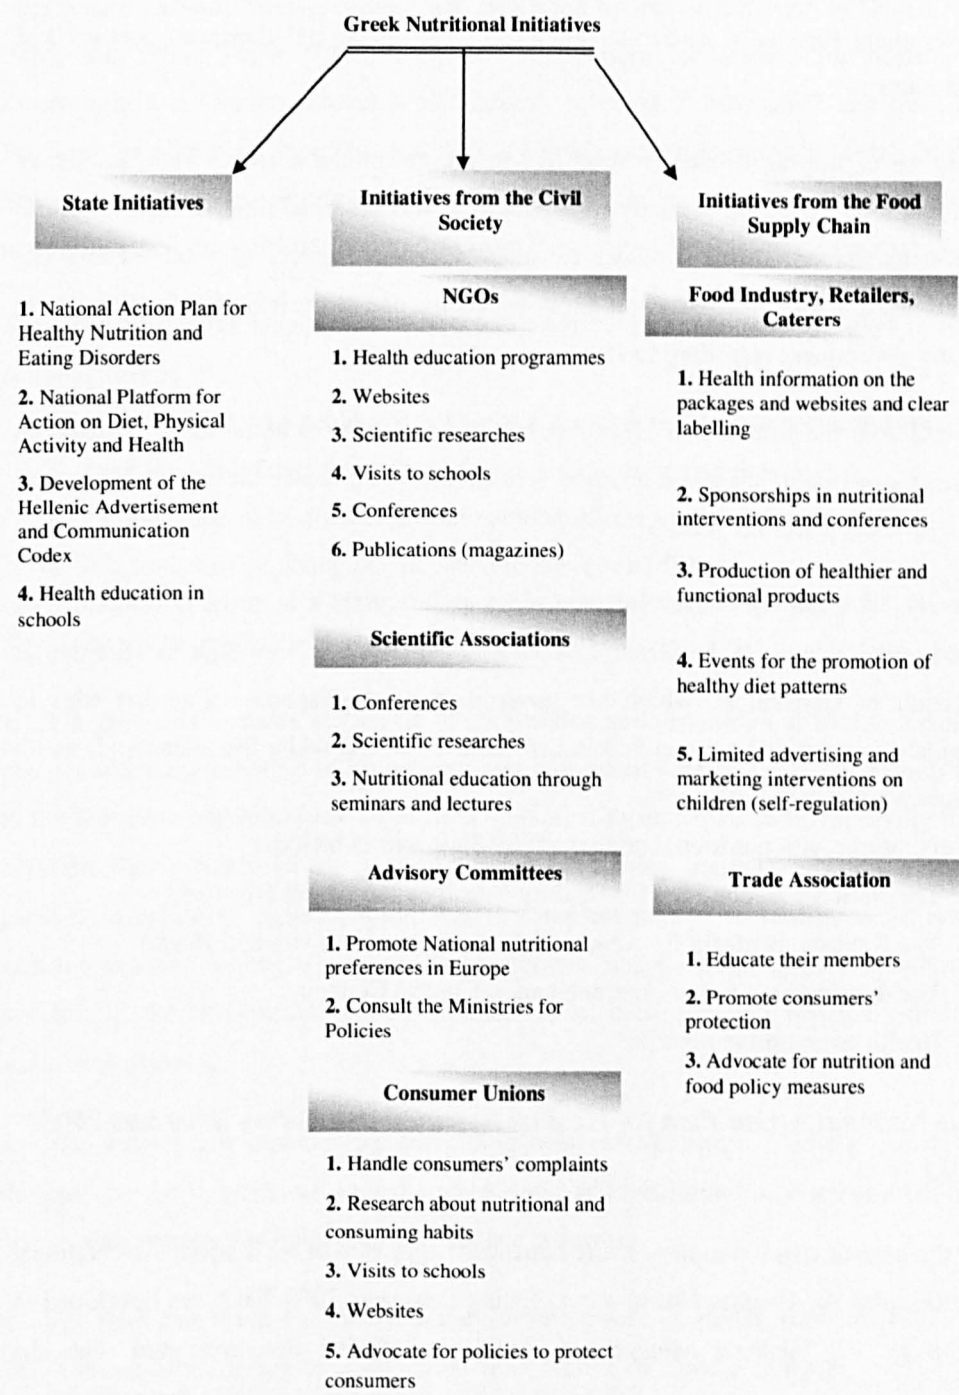 Greek Nutritional Initiatives
State Initiatives
1. National Action Plan for
Healthy Nutrition and
Eating Disorders
2. National Platform for
Action on Diet, Physical
Activity and Health
3. Development of the
Hellenic Advertisement
and Communication
Codex
4. Health education in
schools
Initiatives from the Civil
Society
NGOs
1. Health education programmes
2. Websites
3. Scientific researches
4. Visits to schools
5. Conferences
6. Publications (magazines)
Scientific Associations
1. Conferences
2. Scientific researches
3. Nutritional education through
seminars and lectures
Advisory Committees
1. Promote National nutritional
preferences in Europe
2. Consult the Ministries for
Policies
Consumer Unions
1. Handle consumers' complaints
2. Research about nutritional and
consuming habits
3. Visits to schools
4. Websites
5. Advocate for policies to protect
consumers
Initiatives from the Food
Supply Chain
Food Industry, Retailers,
Caterers
1. Health information on the
packages and websites and clear
labelling
2. Sponsorships in nutritional
interventions and conferences
3. Production of healthier and
functional products
4. Events for the promotion of
healthy diet patterns
5. Limited advertising and
marketing interventions on
children (self-regulation)
Trade Association
1. Educate their members
2. Promote consumers'
protection
3. Advocate for nutrition and
food policy measures